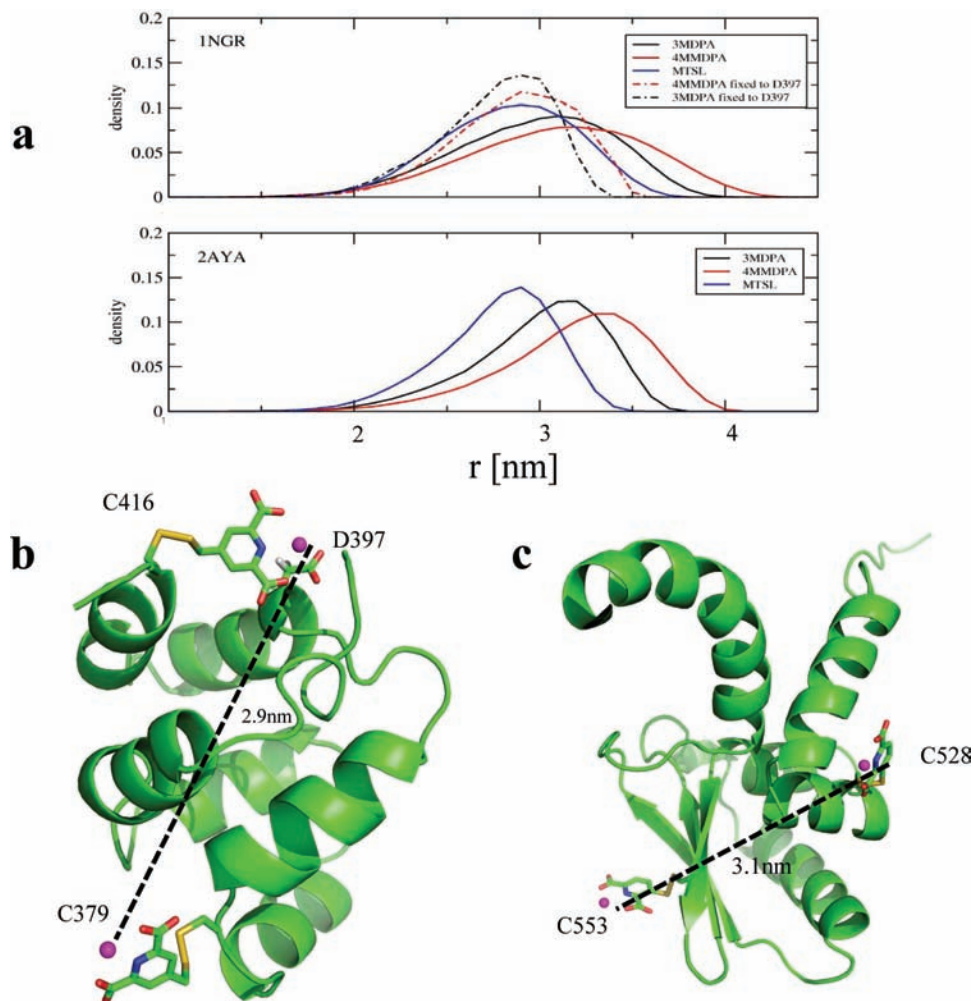 a
1NGR
density
0.2
0.15
0.1
0.05
0
3MDPA
4MMDPA
MTSL
4MMDPA fixed to D397
3MDPA fixed to D397
2AYA
density
0.2
0.15
0.1
0.05
0
3MDPA
4MMDPA
MTSL
2 3 4
r [nm]
b
C416
D397
2.9nm
C379
c
C528
3.1nm
C553